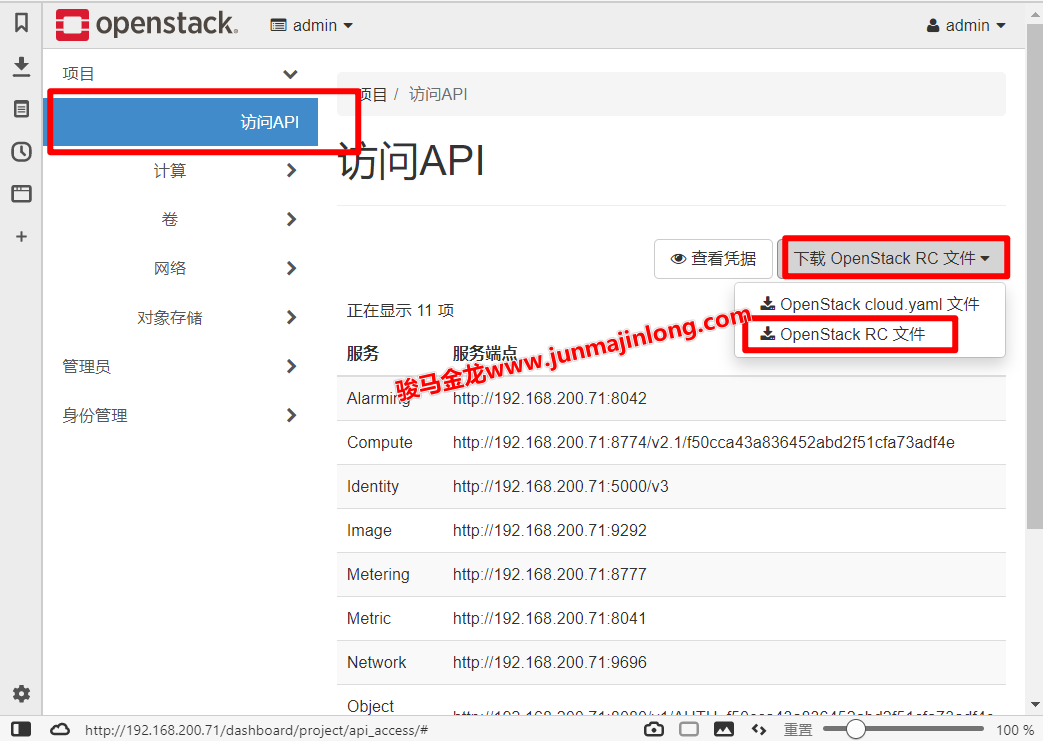 openstack.
admin
admin
项目
访问API
计算
卷
网络
对象存储
管理员
身份管理
项目 / 访问API
访问API
查看凭据
下载 OpenStack RC 文件
OpenStack cloud.yaml 文件
OpenStack RC 文件
正在显示 11 项
服务 服务端点
骏马金龙www.junmajinlong.com
Alarming http://192.168.200.71:8042
Compute http://192.168.200.71:8774/v2.1/f50cca43a836452abd2f51cfa73adf4e
Identity http://192.168.200.71:5000/v3
Image http://192.168.200.71:9292
Metering http://192.168.200.71:8777
Metric http://192.168.200.71:8041
Network http://192.168.200.71:9696
Object
http://192.168.200.71/dashboard/project/api_access/#
重置
100 %